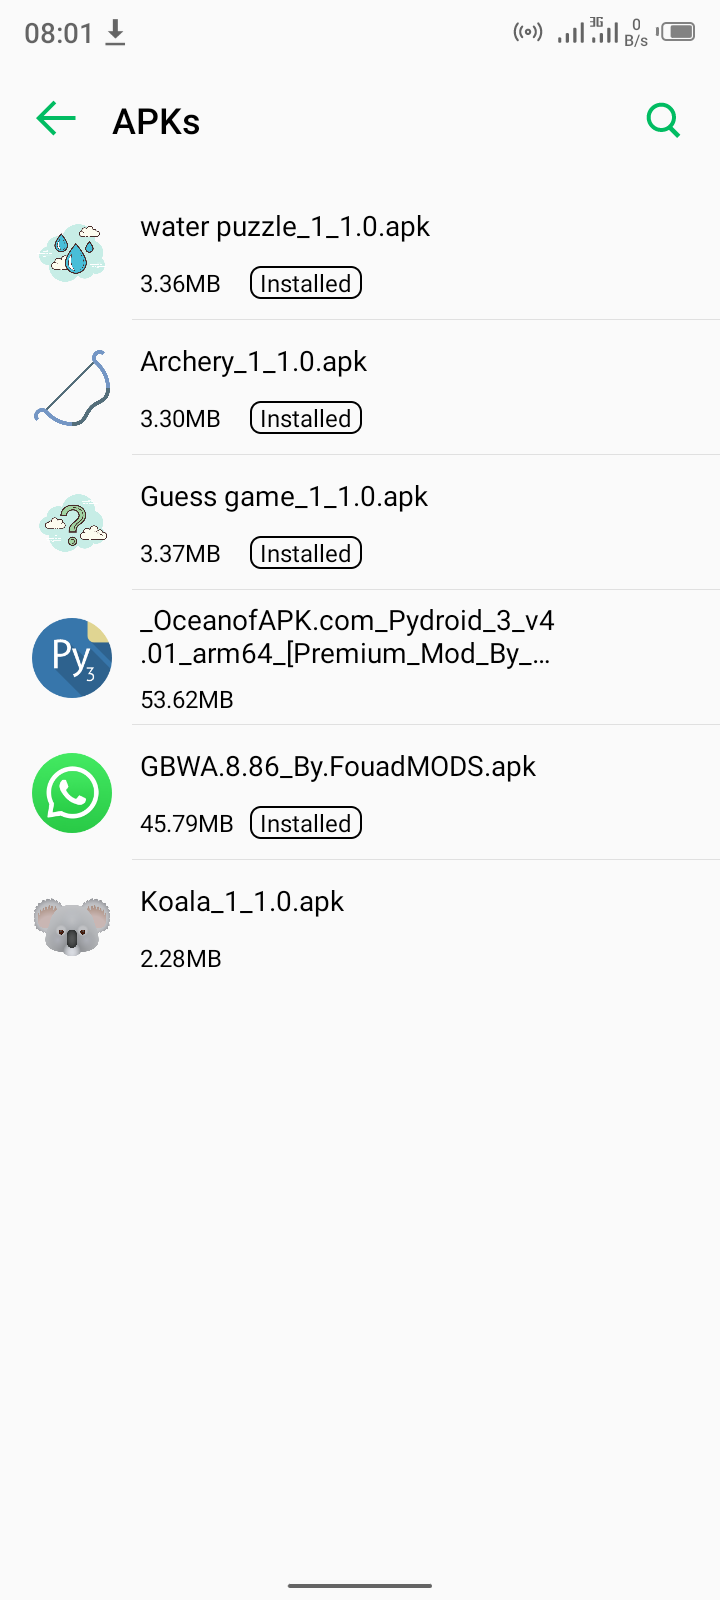 08:01
3G
0
B/s
APKs
water puzzle_1_1.0.apk
3.36MB Installed
Archery_1_1.0.apk
3.30MB Installed
Guess game_1_1.0.apk
3.37MB Installed
Py3
_OceanofAPK.com_Pydroid_3_v4
.01_arm64_[Premium_Mod_By_...
53.62MB
GBWA.8.86_By.FouadMODS.apk
45.79MB Installed
Koala_1_1.0.apk
2.28MB